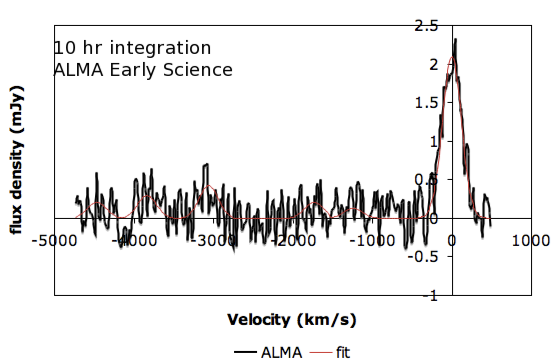 10 hr integration
ALMA Early Science
flux density (mJy)
2.5
2
1.5
1
0.5
0
-0.5
-1
-5000 -4000 -3000 -2000 -1000 0 1000
Velocity (km/s)
ALMA fit